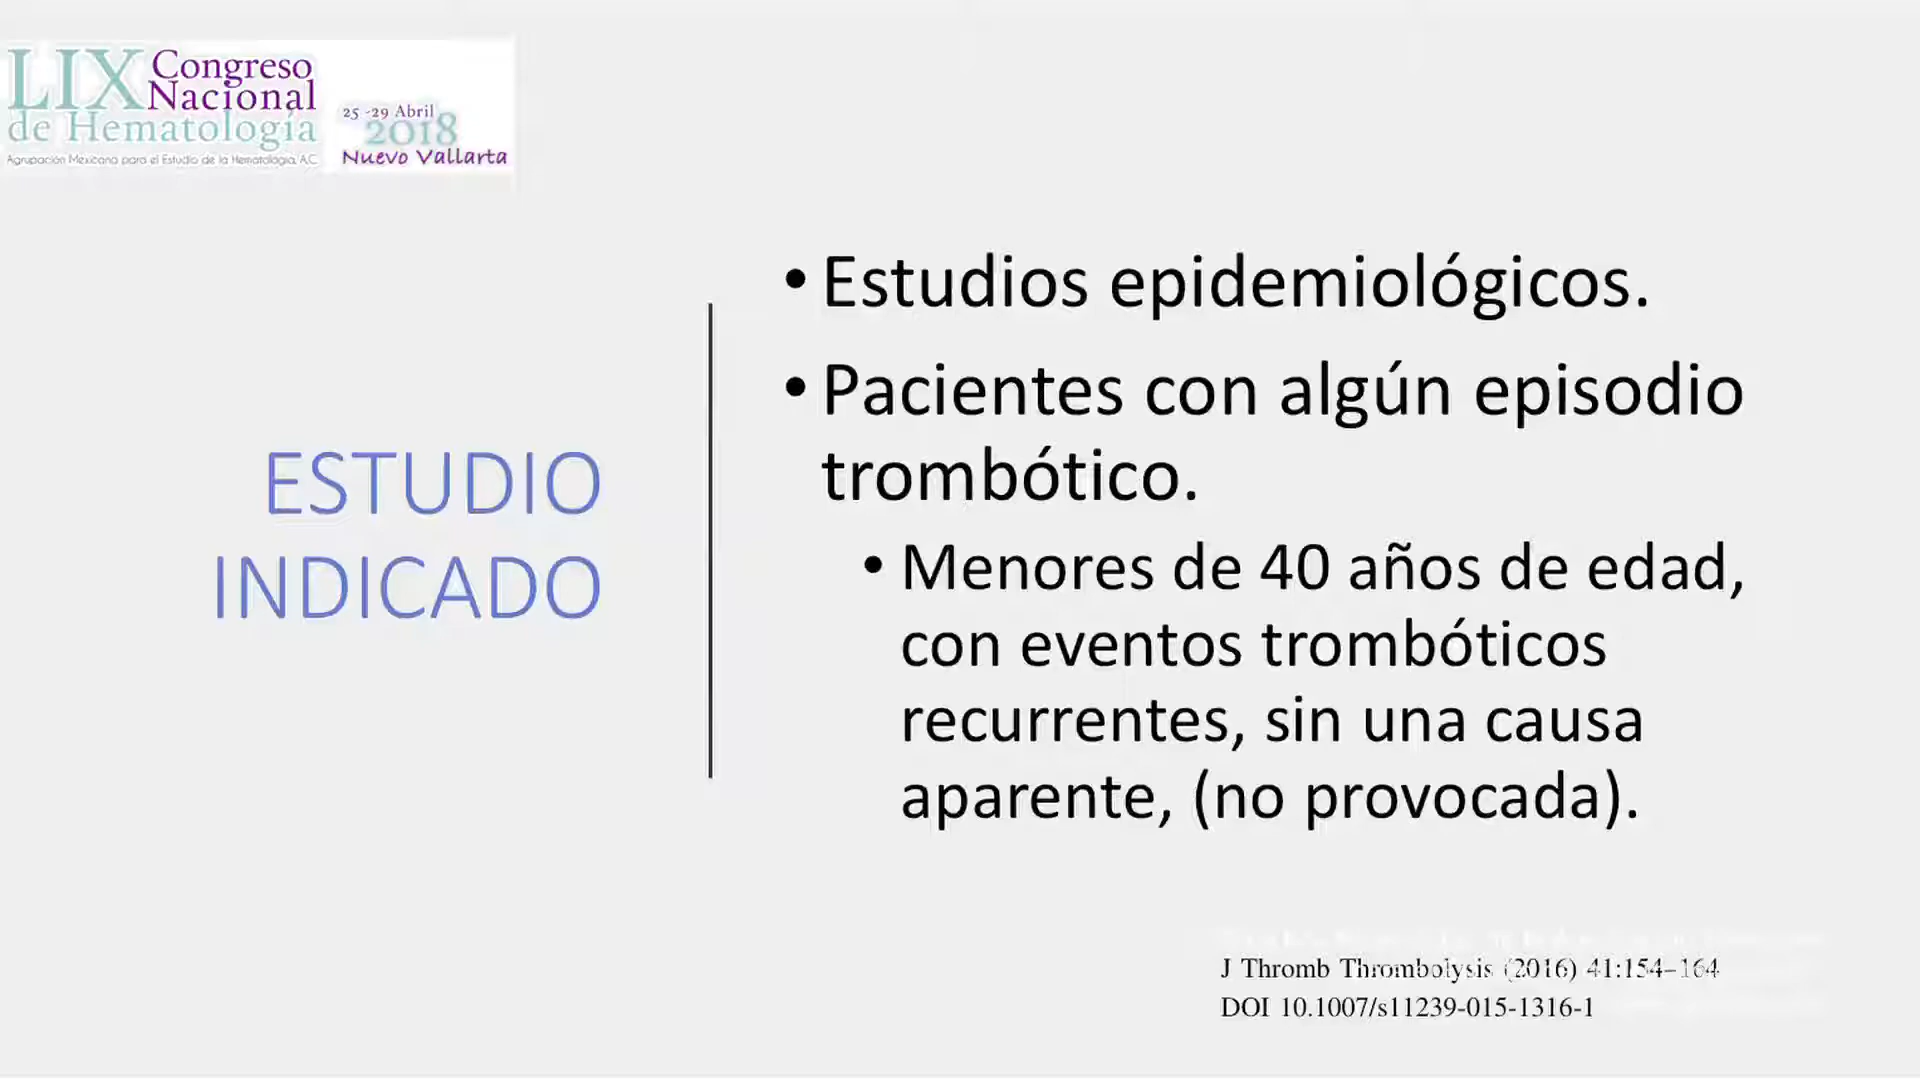 LIX Congreso
Nacional
de Hematología
Agrupación Mexicana para el Estudio de la Hematología, A.C.
25 -29 Abril
2018
Nuevo Vallarta
ESTUDIO
INDICADO
• Estudios epidemiológicos.
• Pacientes con algún episodio
trombótico.
• Menores de 40 años de edad,
con eventos trombóticos
recurrentes, sin una causa
aparente, (no provocada).
J Thromb Thrombolysis (2016) 41:154–164
DOI 10.1007/s11239-015-1316-1